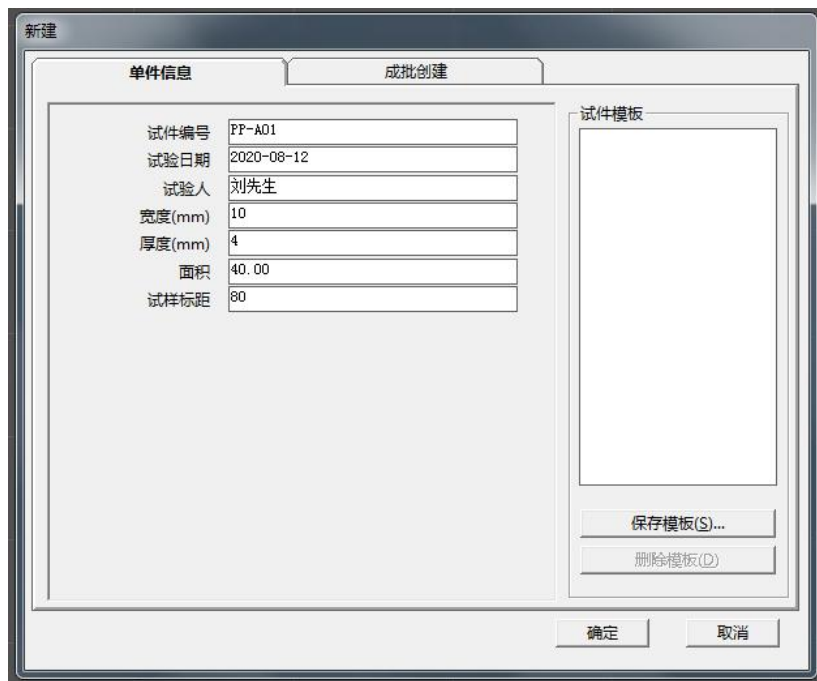 新建
单件信息
成批创建
试件编号 PP-A01
试验日期 2020-08-12
试验人 刘先生
宽度(mm) 10
厚度(mm) 4
面积 40.00
试样标距 80
试件模板
保存模板(S)...
删除模板(D)
确定
取消